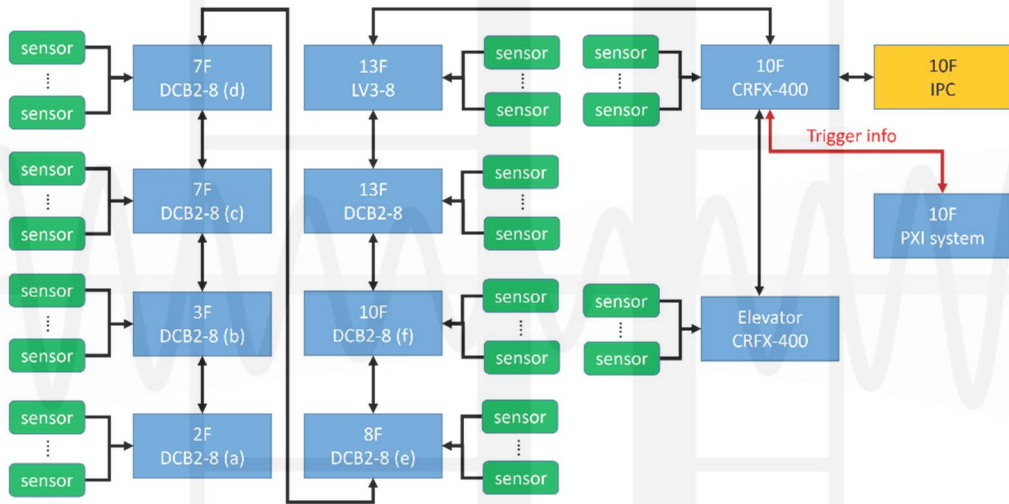 sensor
⋮
sensor
7F
DCB2-8 (d)
sensor
⋮
sensor
7F
DCB2-8 (c)
sensor
⋮
sensor
3F
DCB2-8 (b)
sensor
⋮
sensor
2F
DCB2-8 (a)
13F
LV3-8
sensor
⋮
sensor
13F
DCB2-8
sensor
⋮
sensor
10F
DCB2-8 (f)
sensor
⋮
sensor
8F
DCB2-8 (e)
sensor
⋮
sensor
sensor
⋮
sensor
10F
CRFX-400
10F
IPC
Trigger info
10F
PXI system
sensor
⋮
sensor
Elevator
CRFX-400